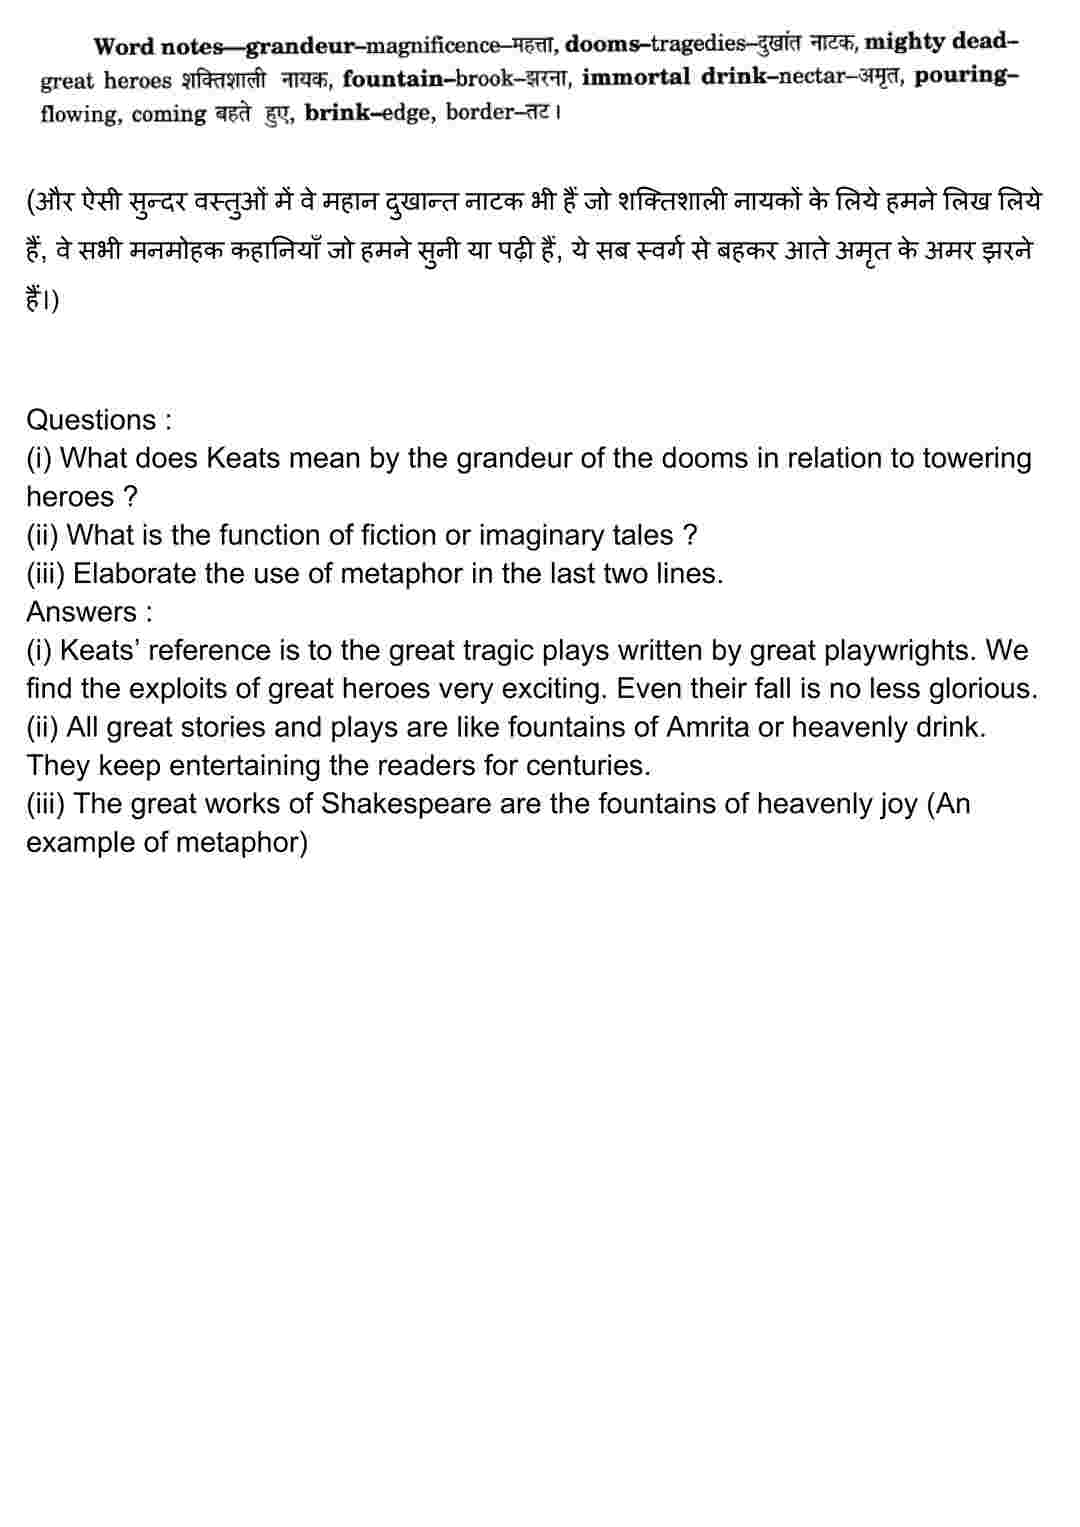 Word notes—grandeur–magnificence–महत्ता, dooms–tragedies–दुखांत नाटक, mighty dead–
great heroes शक्तिशाली नायक, fountain–brook–झरना, immortal drink–nectar–अमृत, pouring–
flowing, coming बहते हुए, brink–edge, border–तट।
(और ऐसी सुन्दर वस्तुओं में वे महान दुखान्त नाटक भी हैं जो शक्तिशाली नायकों के लिये हमने लिख लिये
हैं, वे सभी मनमोहक कहानियाँ जो हमने सुनी या पढ़ी हैं, ये सब स्वर्ग से बहकर आते अमृत के अमर झरने
हैं।)
Questions :
(i) What does Keats mean by the grandeur of the dooms in relation to towering
heroes ?
(ii) What is the function of fiction or imaginary tales ?
(iii) Elaborate the use of metaphor in the last two lines.
Answers :
(i) Keats’ reference is to the great tragic plays written by great playwrights. We
find the exploits of great heroes very exciting. Even their fall is no less glorious.
(ii) All great stories and plays are like fountains of Amrita or heavenly drink.
They keep entertaining the readers for centuries.
(iii) The great works of Shakespeare are the fountains of heavenly joy (An
example of metaphor)